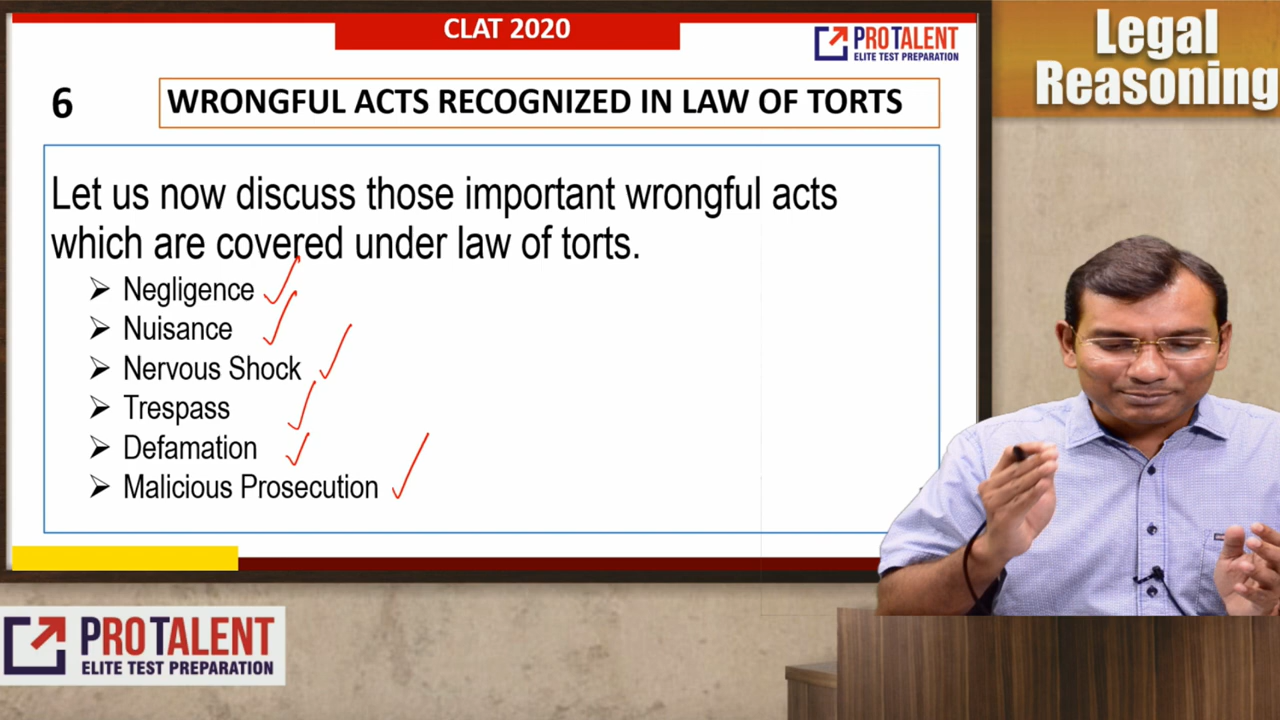 CLAT 2020
PROTALENT
ELITE TEST PREPARATION
Legal
Reasoning
6
WRONGFUL ACTS RECOGNIZED IN LAW OF TORTS
Let us now discuss those important wrongful acts
which are covered under law of torts.
Negligence
Nuisance
Nervous Shock
Trespass
Defamation
Malicious Prosecution
PROTALENT
ELITE TEST PREPARATION